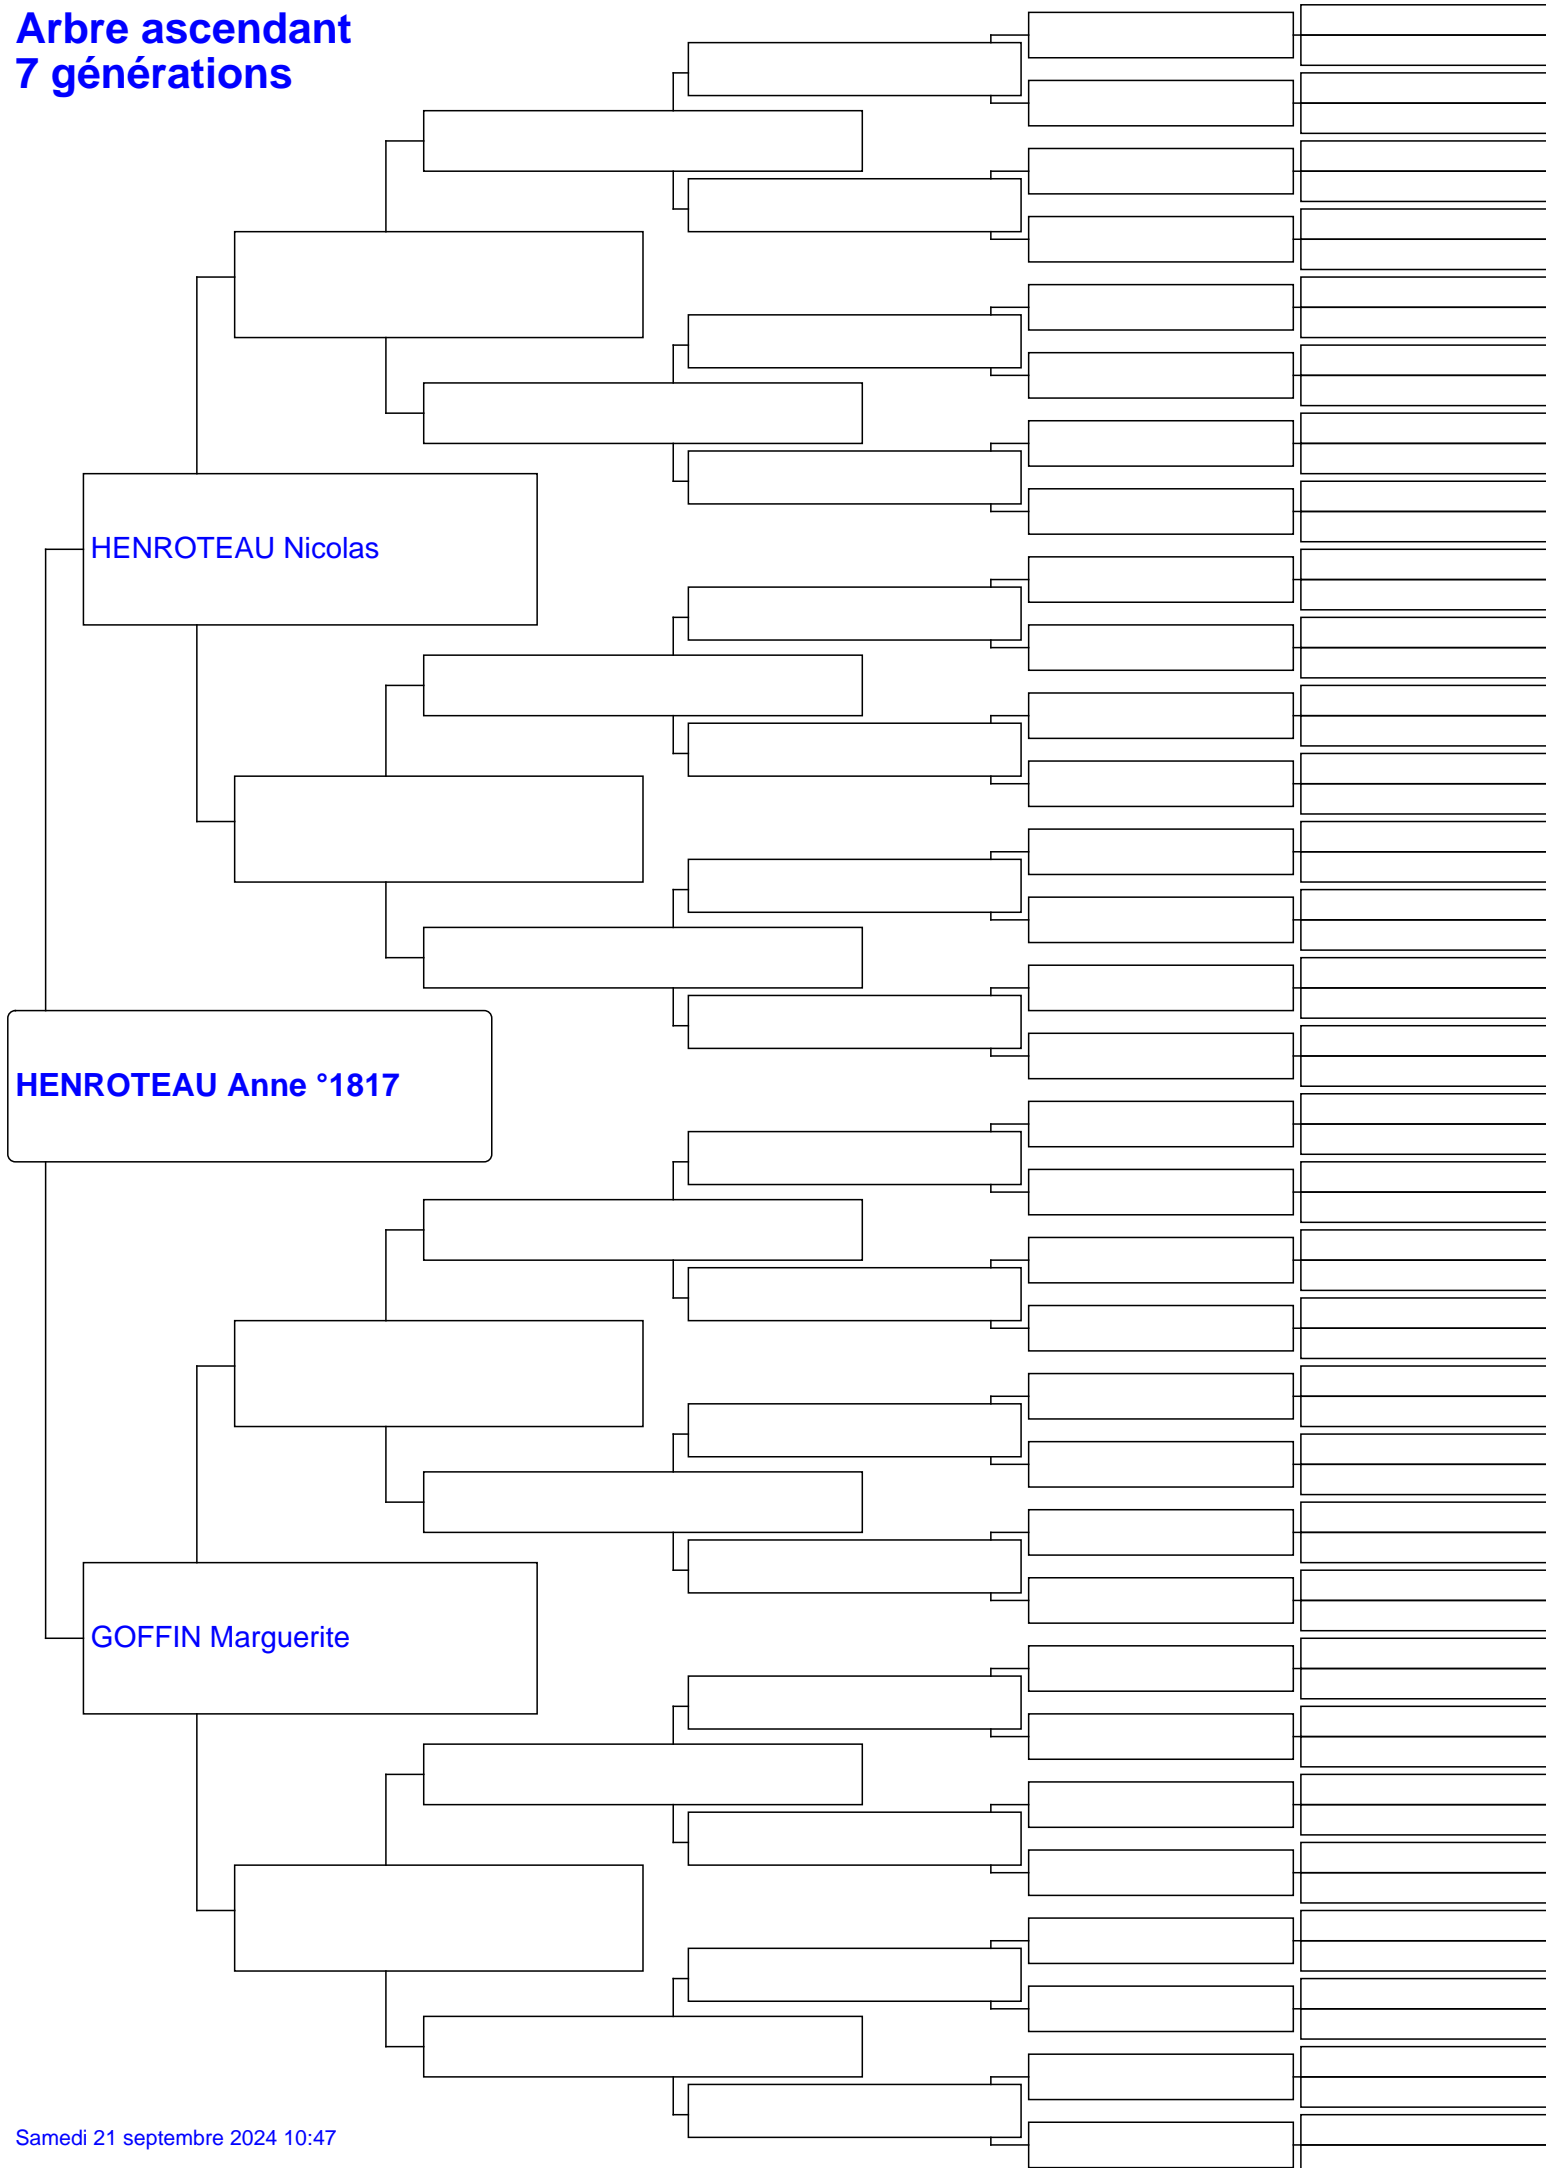 Arbre ascendant
7 générations
HENROTEAU Nicolas
HENROTEAU Anne °1817
GOFFIN Marguerite
Samedi 21 septembre 2024 10:47